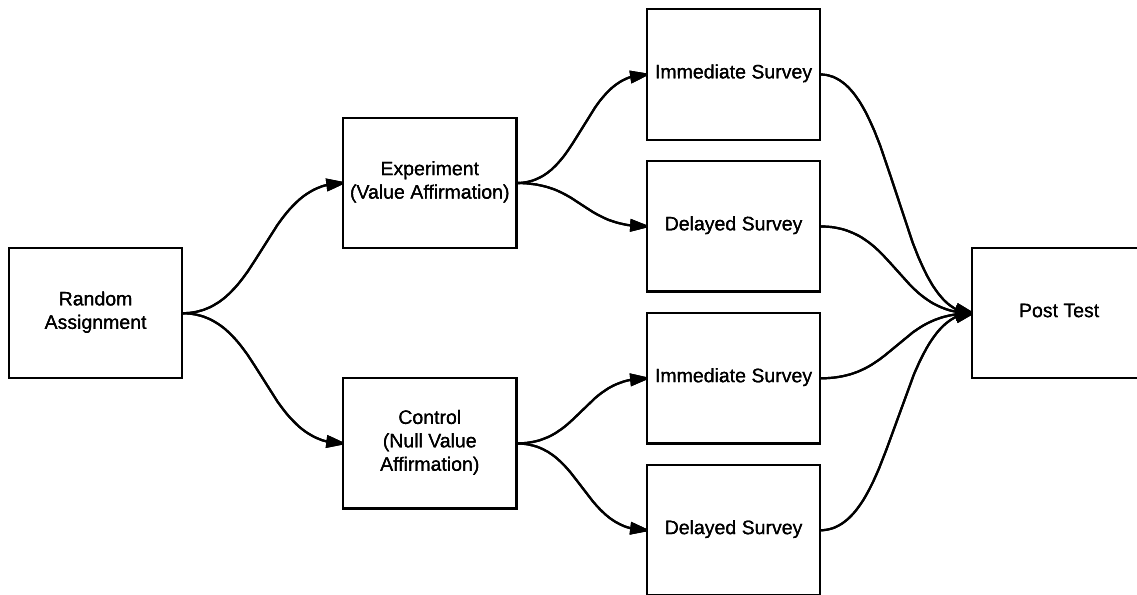 Random
Assignment
Experiment
(Value Affirmation)
Control
(Null Value
Affirmation)
Immediate Survey
Delayed Survey
Immediate Survey
Delayed Survey
Post Test